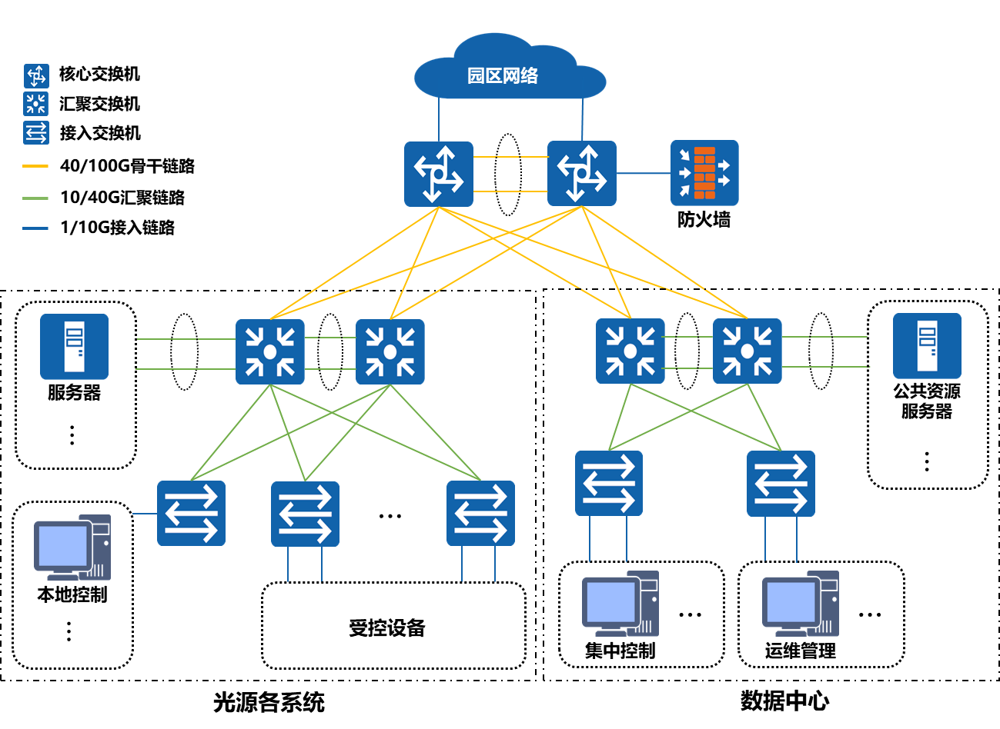 园区网络
核心交换机
汇聚交换机
接入交换机
40/100G骨干链路
10/40G汇聚链路
1/10G接入链路
防火墙
服务器
公共资源
服务器
本地控制
受控设备
集中控制
运维管理
光源各系统
数据中心